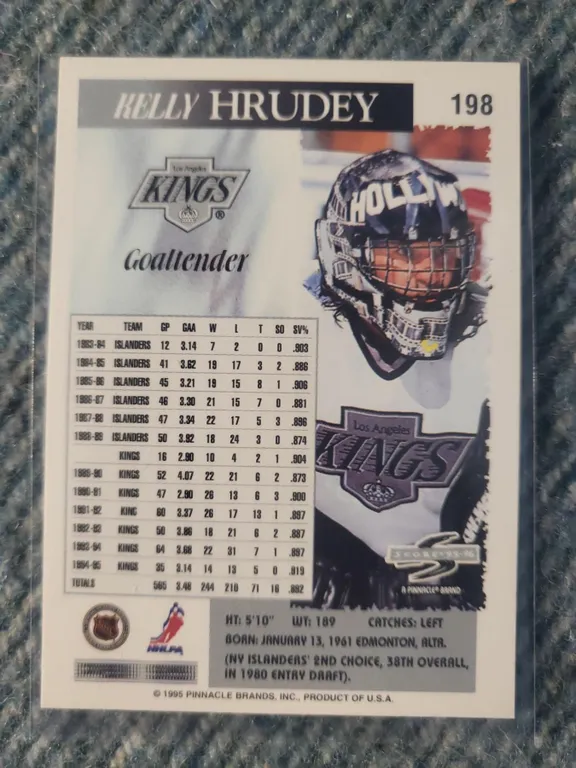 KELLY HRUDEY
198
Los Angeles
KINGS
®
Goaltender
HOLLYW
YEAR TEAM GP GAA W L T SO SV%
1983-84 ISLANDERS 12 3.14 7 2 0 0 .903
1984-85 ISLANDERS 41 3.62 19 17 3 2 .886
1985-86 ISLANDERS 45 3.21 19 15 8 1 .906
1986-87 ISLANDERS 46 3.30 21 15 7 0 .881
1987-88 ISLANDERS 47 3.34 22 17 5 3 .896
1988-89 ISLANDERS 50 3.92 18 24 3 0 .874
KINGS 16 2.90 10 4 2 1 .904
1989-90 KINGS 52 4.07 22 21 6 2 .873
1990-91 KINGS 47 2.90 26 13 6 3 .900
1991-92 KING 60 3.37 26 17 13 1 .897
1992-93 KINGS 50 3.86 18 21 6 2 .897
1993-94 KINGS 64 3.68 22 31 7 1 .897
1994-95 KINGS 35 3.14 14 13 5 0 .919
TOTALS 565 3.48 244 210 71 16 .892
Los Angeles
KINGS
SCORE '95-96
A PINNACLE BRAND
NHLPA
HT: 5'10" WT: 189 CATCHES: LEFT
BORN: JANUARY 13, 1961 EDMONTON, ALTA.
(NY ISLANDERS' 2ND CHOICE, 38TH OVERALL,
IN 1980 ENTRY DRAFT).
© 1995 PINNACLE BRANDS, INC., PRODUCT OF U.S.A.